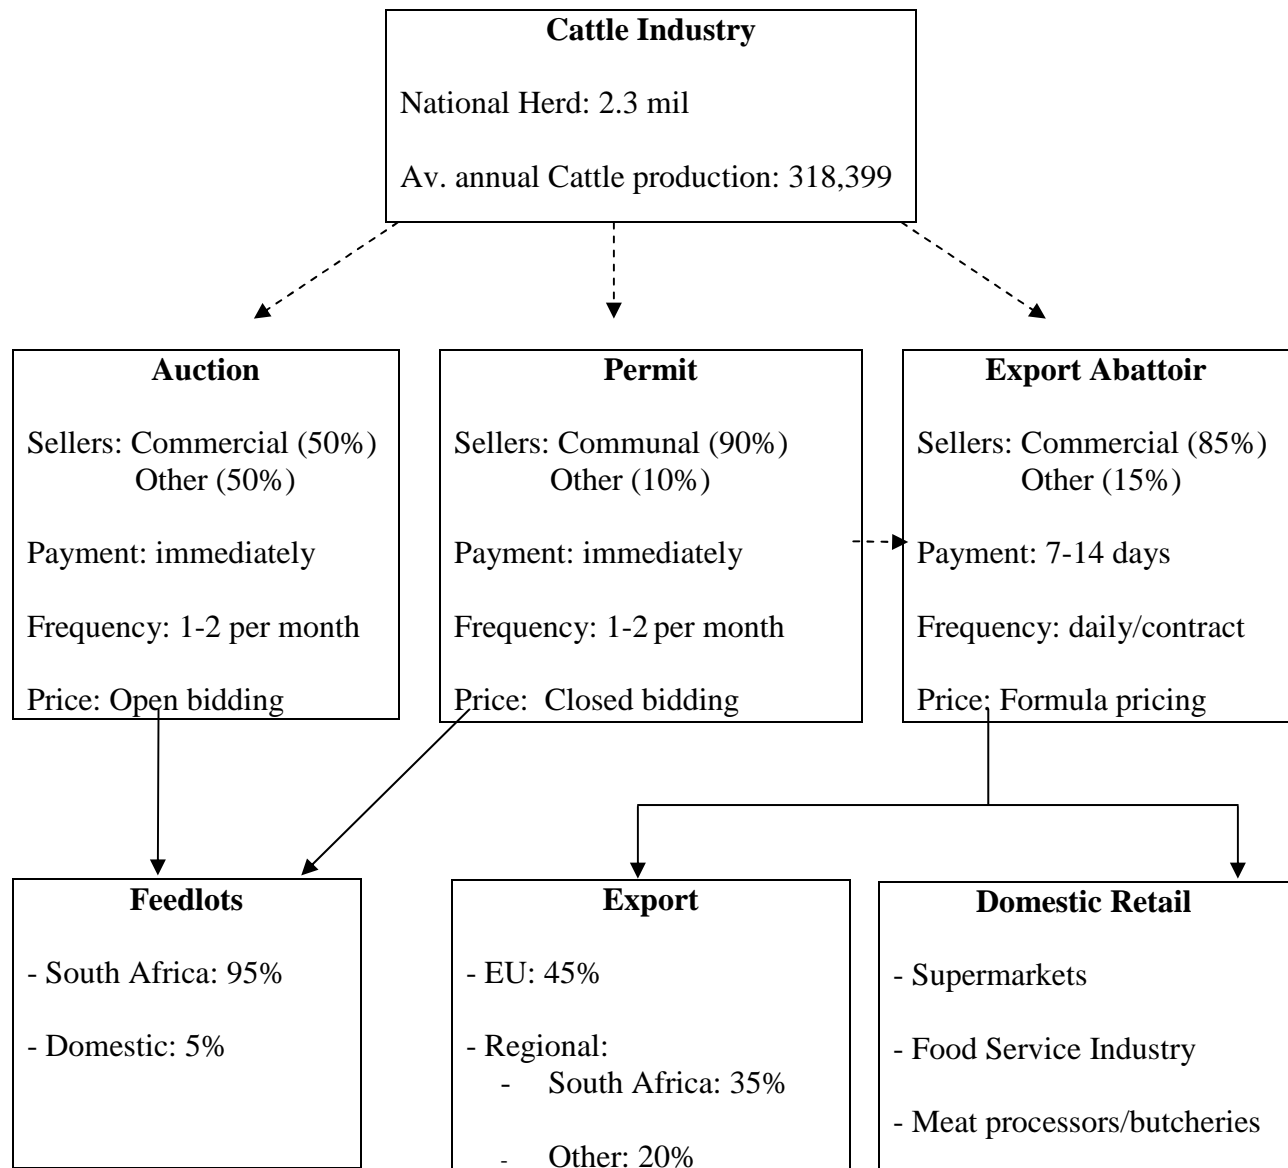 Cattle Industry
National Herd: 2.3 mil
Av. annual Cattle production: 318,399
Auction
Sellers: Commercial (50%)
Other (50%)
Payment: immediately
Frequency: 1-2 per month
Price: Open bidding
Permit
Sellers: Communal (90%)
Other (10%)
Payment: immediately
Frequency: 1-2 per month
Price: Closed bidding
Export Abattoir
Sellers: Commercial (85%)
Other (15%)
Payment: 7-14 days
Frequency: daily/contract
Price: Formula pricing
Feedlots
- South Africa: 95%
- Domestic: 5%
Export
- EU: 45%
- Regional:
- South Africa: 35%
- Other: 20%
Domestic Retail
- Supermarkets
- Food Service Industry
- Meat processors/butcheries